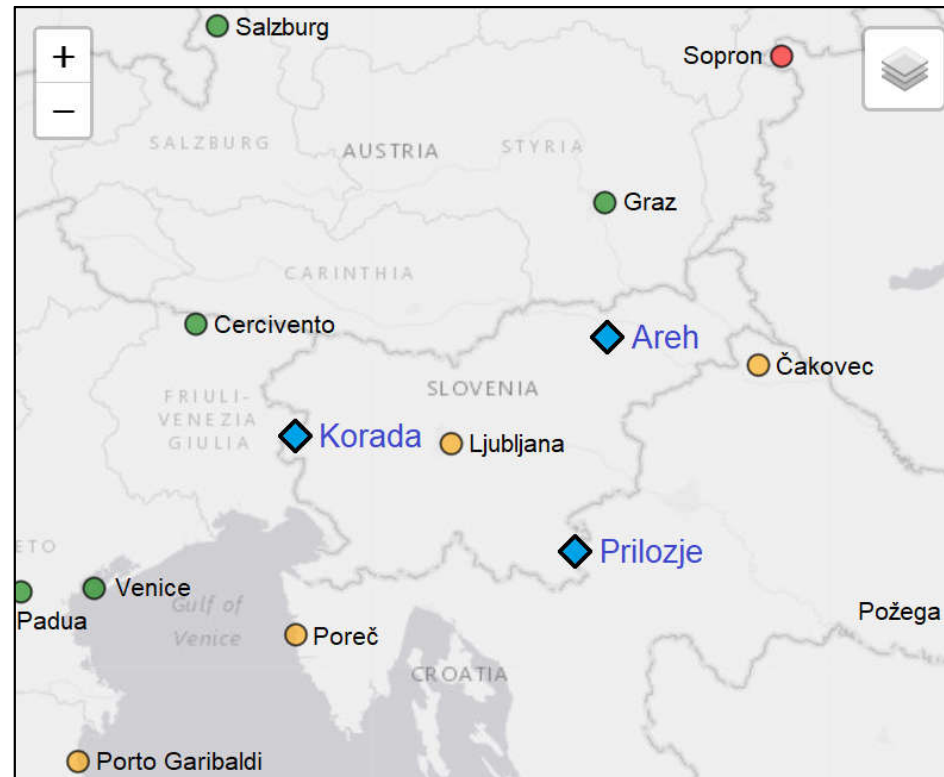 Salzburg
+
Sopron
−
SALZBURG
AUSTRIA
STYRIA
Graz
CARINTHIA
Cercivento
Areh
Čakovec
SLOVENIA
FRIULI-
VENEZIA
GIULIA
Korada
Ljubljana
ETO
Prilozje
Venice
Padua
Gulf of
Venice
Požega
Poreč
CROATIA
Porto Garibaldi